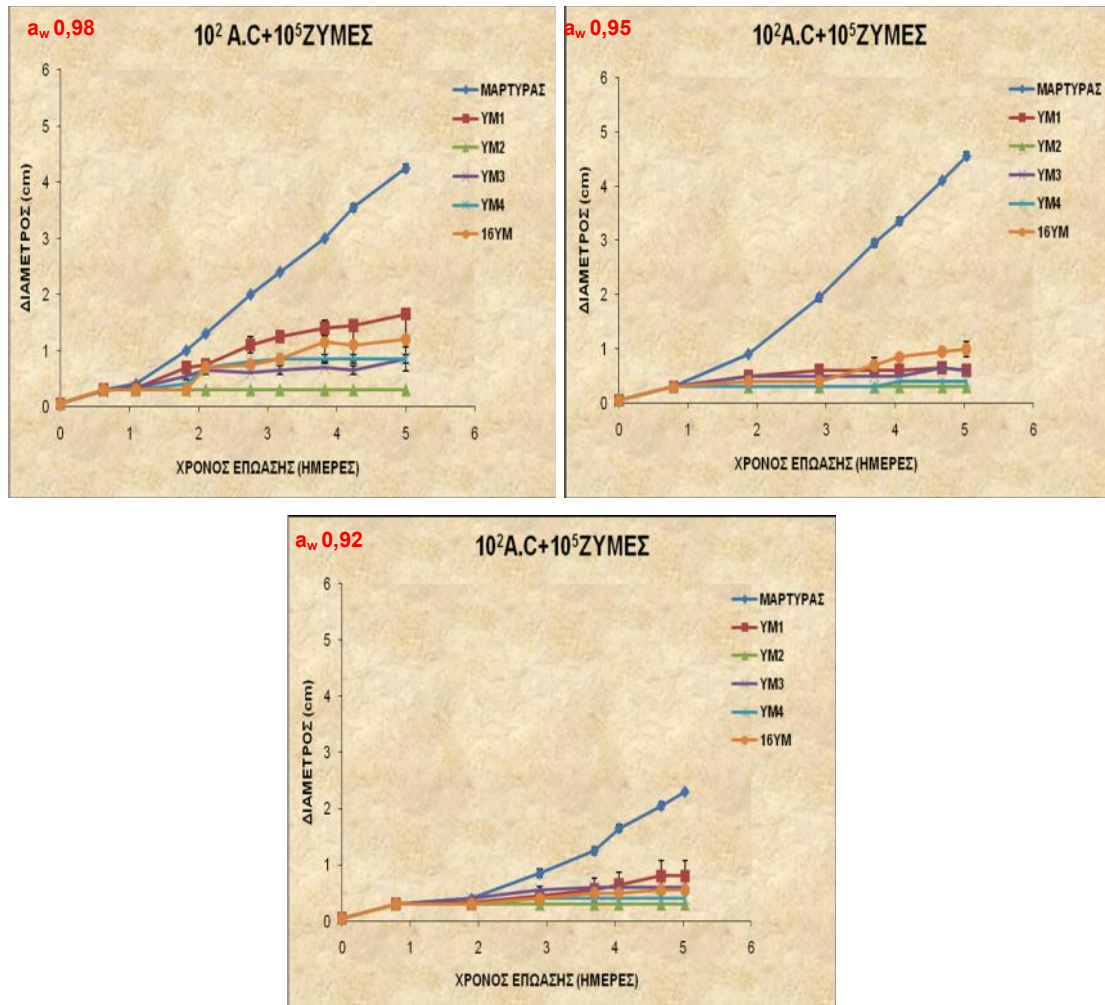 a_w 0,98
10² A.C+10⁵ΖΥΜΕΣ
6
5
4
3
2
1
0
ΔΙΑΜΕΤΡΟΣ (cm)
0 1 2 3 4 5 6
ΧΡΟΝΟΣ ΕΠΩΑΣΗΣ (ΗΜΕΡΕΣ)
ΜΑΡΤΥΡΑΣ
YM1
YM2
YM3
YM4
16YM
a_w 0,95
10²A.C+10⁵ΖΥΜΕΣ
6
5
4
3
2
1
0
ΔΙΑΜΕΤΡΟΣ (cm)
0 1 2 3 4 5 6
ΧΡΟΝΟΣ ΕΠΩΑΣΗΣ (ΗΜΕΡΕΣ)
ΜΑΡΤΥΡΑΣ
YM1
YM2
YM3
YM4
16YM
a_w 0,92
10²A.C+10⁵ΖΥΜΕΣ
6
5
4
3
2
1
0
ΔΙΑΜΕΤΡΟΣ (cm)
0 1 2 3 4 5 6
ΧΡΟΝΟΣ ΕΠΩΑΣΗΣ (ΗΜΕΡΕΣ)
ΜΑΡΤΥΡΑΣ
YM1
YM2
YM3
YM4
16YM